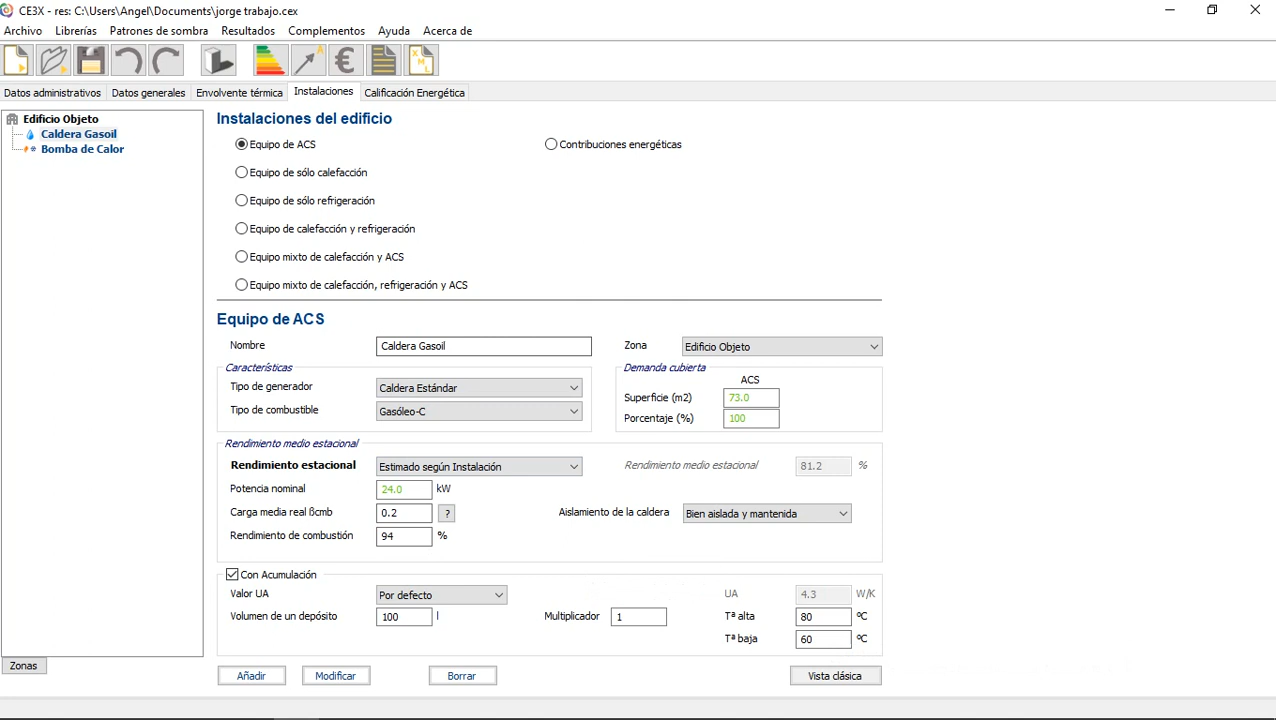 CE3X - res: C:\Users\Angel\Documents\jorge trabajo.cex
Archivo Librerías Patrones de sombra Resultados Complementos Ayuda Acerca de
Datos administrativos Datos generales Envolvente térmica Instalaciones Calificación Energética
Edificio Objeto
Caldera Gasoil
Bomba de Calor
Zonas
Instalaciones del edificio
Equipo de ACS Contribuciones energéticas
Equipo de sólo calefacción
Equipo de sólo refrigeración
Equipo de calefacción y refrigeración
Equipo mixto de calefacción y ACS
Equipo mixto de calefacción, refrigeración y ACS
Equipo de ACS
Nombre Caldera Gasoil Zona Edificio Objeto
Características Demanda cubierta
ACS
Tipo de generador Caldera Estándar Superficie (m2) 73.0
Tipo de combustible Gasóleo-C Porcentaje (%) 100
Rendimiento medio estacional
Rendimiento estacional Estimado según Instalación Rendimiento medio estacional 81.2 %
Potencia nominal 24.0 kW
Carga media real ßcmb 0.2 ? Aislamiento de la caldera Bien aislada y mantenida
Rendimiento de combustión 94 %
Con Acumulación
Valor UA Por defecto UA 4.3 W/K
Volumen de un depósito 100 l Multiplicador 1 Tª alta 80 ºC
Tª baja 60 ºC
Añadir Modificar Borrar Vista clásica